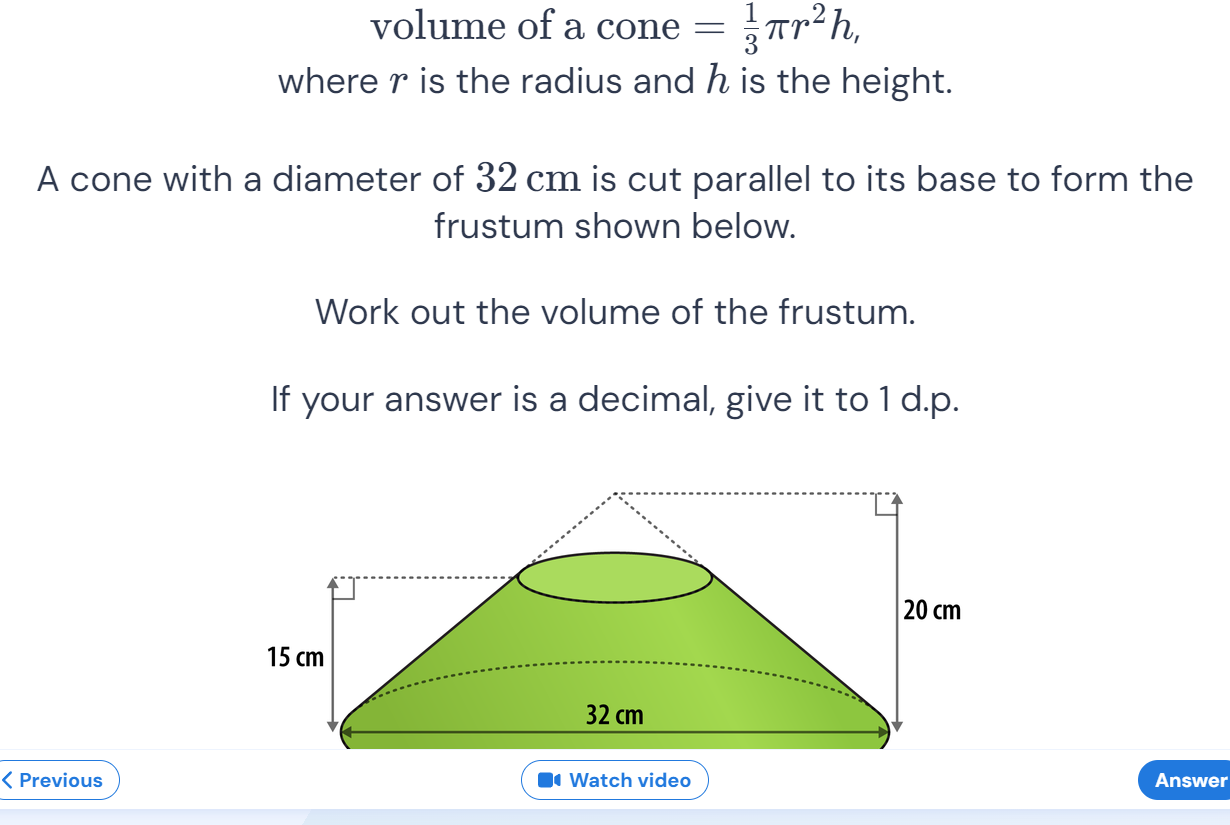 volume of a cone = \frac{1}{3}πr²h,
where r is the radius and h is the height.
A cone with a diameter of 32 cm is cut parallel to its base to form the
frustum shown below.
Work out the volume of the frustum.
If your answer is a decimal, give it to 1 d.p.
20 cm
15 cm
32 cm
Previous
Watch video
Answer